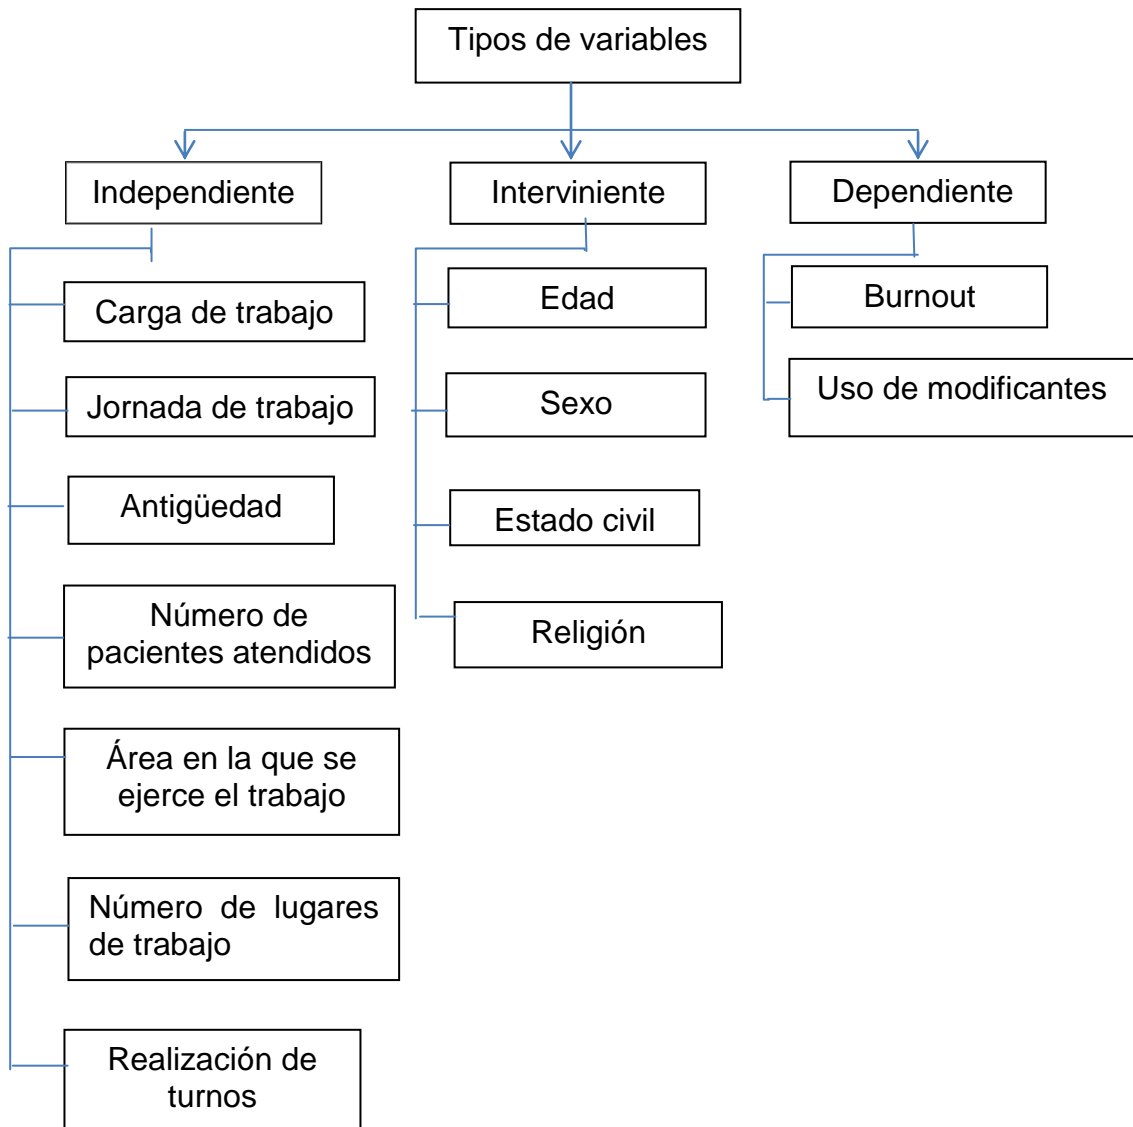 Tipos de variables
Independiente
Carga de trabajo
Jornada de trabajo
Antigüedad
Número de
pacientes atendidos
Área en la que se
ejerce el trabajo
Número de lugares
de trabajo
Realización de
turnos
Interviniente
Edad
Sexo
Estado civil
Religión
Dependiente
Burnout
Uso de modificantes